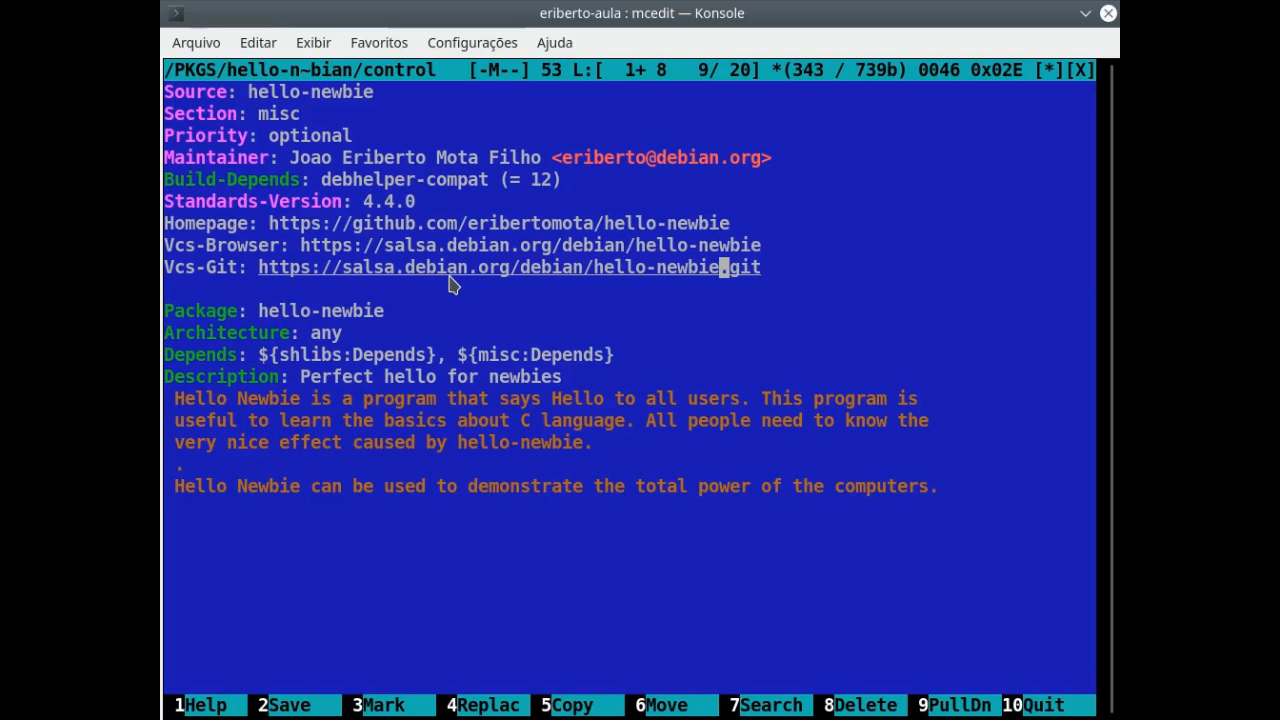 eriberto-aula : mcedit — Konsole
Arquivo Editar Exibir Favoritos Configurações Ajuda
/PKGS/hello-n~bian/control [-M--] 53 L:[ 1+ 8 9/ 20] *(343 / 739b) 0046 0x02E [*][X]
Source: hello-newbie
Section: misc
Priority: optional
Maintainer: Joao Eriberto Mota Filho <eriberto@debian.org>
Build-Depends: debhelper-compat (= 12)
Standards-Version: 4.4.0
Homepage: https://github.com/eribertomota/hello-newbie
Vcs-Browser: https://salsa.debian.org/debian/hello-newbie
Vcs-Git: https://salsa.debian.org/debian/hello-newbie.git
Package: hello-newbie
Architecture: any
Depends: ${shlibs:Depends}, ${misc:Depends}
Description: Perfect hello for newbies
Hello Newbie is a program that says Hello to all users. This program is
useful to learn the basics about C language. All people need to know the
very nice effect caused by hello-newbie.
.
Hello Newbie can be used to demonstrate the total power of the computers.
1Help 2Save 3Mark 4Replac 5Copy 6Move 7Search 8Delete 9PullDn 10Quit